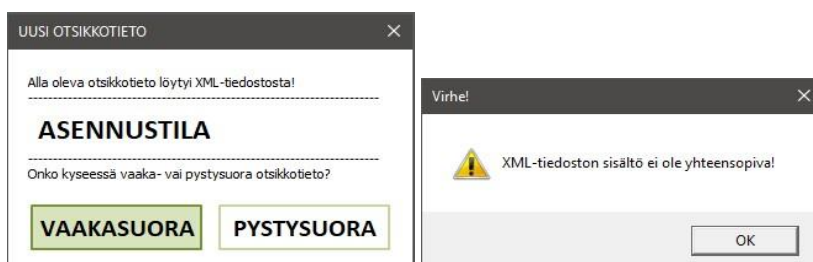 UUSI OTSIKKOTIETO
Alla oleva otsikkotieto löytyi XML-tiedostosta!
ASENNUSTILA
Onko kyseessä vaaka- vai pystysuora otsikkotieto?
VAAKASUORA
PYSTYSUORA
Virhe!
XML-tiedoston sisältö ei ole yhteensopiva!
OK